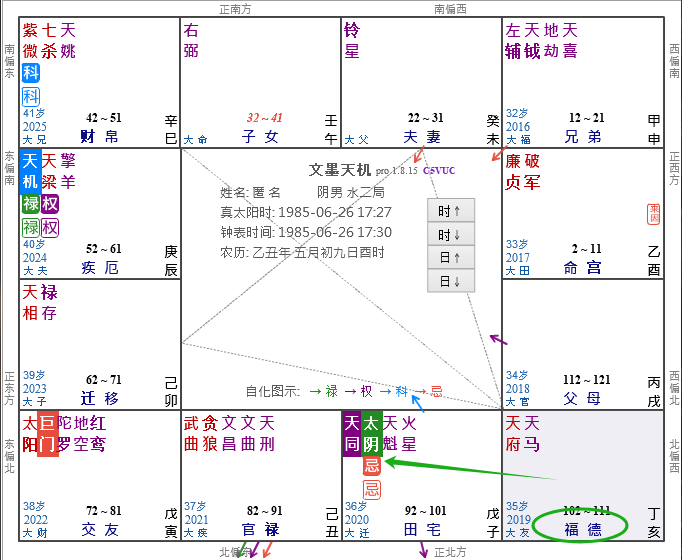 正南方
南偏西
南偏东
紫 七 天
微 杀 姚
科
科
41岁
2025
大兄
42~51
财帛
辛
巳
右
弼
大命
32~41
子女
壬
午
铃
星
大父
22~31
夫妻
癸
未
左 天 地 天
辅 钺 劫 喜
32岁
2016
大福
12~21
兄弟
甲
申
西偏南
东偏南
天 天 擎
机 梁 羊
禄 权
禄 权
40岁
2024
大夫
52~61
疾厄
庚
辰
文墨天机 pro 1.8.15 C5VUC
姓名: 匿名 阴男 水二局
真太阳时: 1985-06-26 17:27
钟表时间: 1985-06-26 17:30
农历: 乙丑年 五月初九日酉时
时↑
时↓
日↑
日↓
廉 破
贞 军
来因
33岁
2017
大田
2~11
命宫
乙
酉
正西方
天 禄
相 存
39岁
2023
大子
62~71
迁移
己
卯
正东方
自化图示: →禄 →权 →科 →忌
34岁
2018
大官
112~121
父母
丙
戌
西偏北
太 巨 陀 地 红
阳 门 罗 空 鸾
38岁
2022
大财
72~81
交友
戊
寅
东偏北
武 贪 文 文 天
曲 狼 昌 曲 刑
37岁
2021
大疾
82~91
官禄
己
丑
天 太 天 火
同 阴 魁 星
忌
忌
36岁
2020
大迁
92~101
田宅
戊
子
天 天
府 马
35岁
2019
大友
102~111
福德
丁
亥
北偏东
正北方